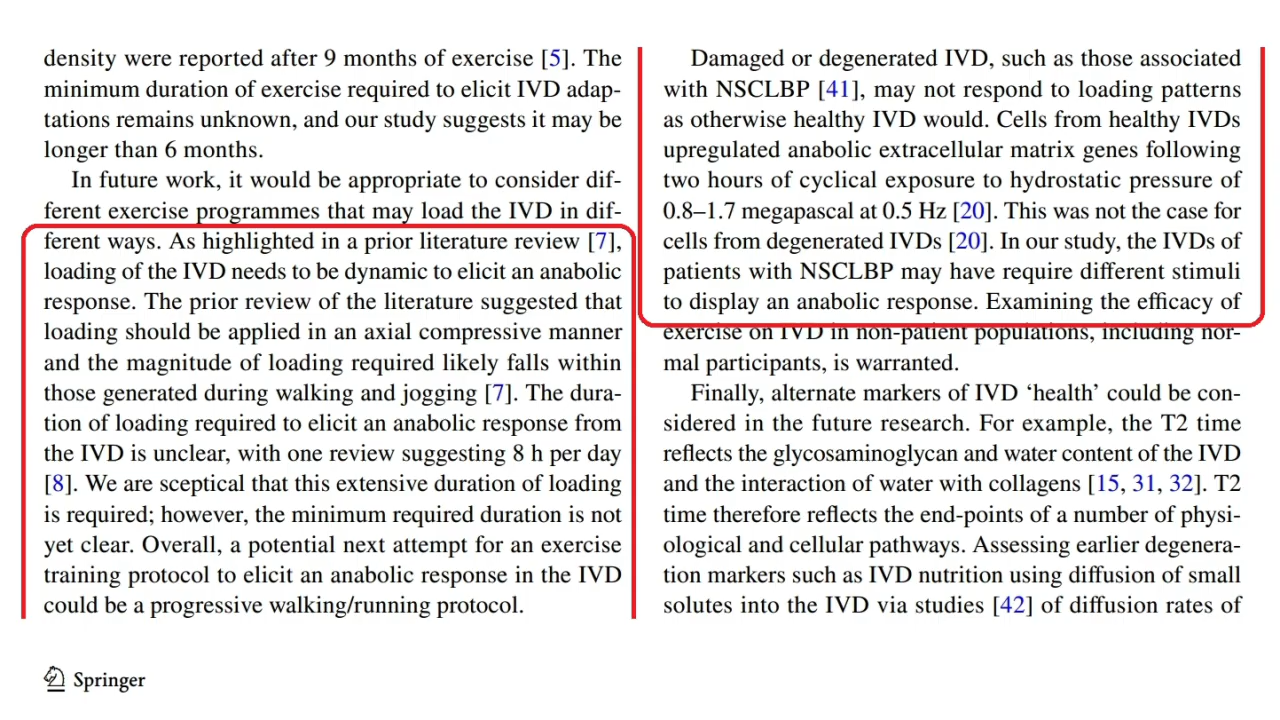 density were reported after 9 months of exercise [5]. The
minimum duration of exercise required to elicit IVD adap-
tations remains unknown, and our study suggests it may be
longer than 6 months.
In future work, it would be appropriate to consider dif-
ferent exercise programmes that may load the IVD in dif-
ferent ways. As highlighted in a prior literature review [7],
loading of the IVD needs to be dynamic to elicit an anabolic
response. The prior review of the literature suggested that
loading should be applied in an axial compressive manner
and the magnitude of loading required likely falls within
those generated during walking and jogging [7]. The dura-
tion of loading required to elicit an anabolic response from
the IVD is unclear, with one review suggesting 8 h per day
[8]. We are sceptical that this extensive duration of loading
is required; however, the minimum required duration is not
yet clear. Overall, a potential next attempt for an exercise
training protocol to elicit an anabolic response in the IVD
could be a progressive walking/running protocol.
Damaged or degenerated IVD, such as those associated
with NSCLBP [41], may not respond to loading patterns
as otherwise healthy IVD would. Cells from healthy IVDs
upregulated anabolic extracellular matrix genes following
two hours of cyclical exposure to hydrostatic pressure of
0.8–1.7 megapascal at 0.5 Hz [20]. This was not the case for
cells from degenerated IVDs [20]. In our study, the IVDs of
patients with NSCLBP may have require different stimuli
to display an anabolic response. Examining the efficacy of
exercise on IVD in non-patient populations, including nor-
mal participants, is warranted.
Finally, alternate markers of IVD ‘health’ could be con-
sidered in the future research. For example, the T2 time
reflects the glycosaminoglycan and water content of the IVD
and the interaction of water with collagens [15, 31, 32]. T2
time therefore reflects the end-points of a number of physi-
ological and cellular pathways. Assessing earlier degenera-
tion markers such as IVD nutrition using diffusion of small
solutes into the IVD via studies [42] of diffusion rates of
Springer